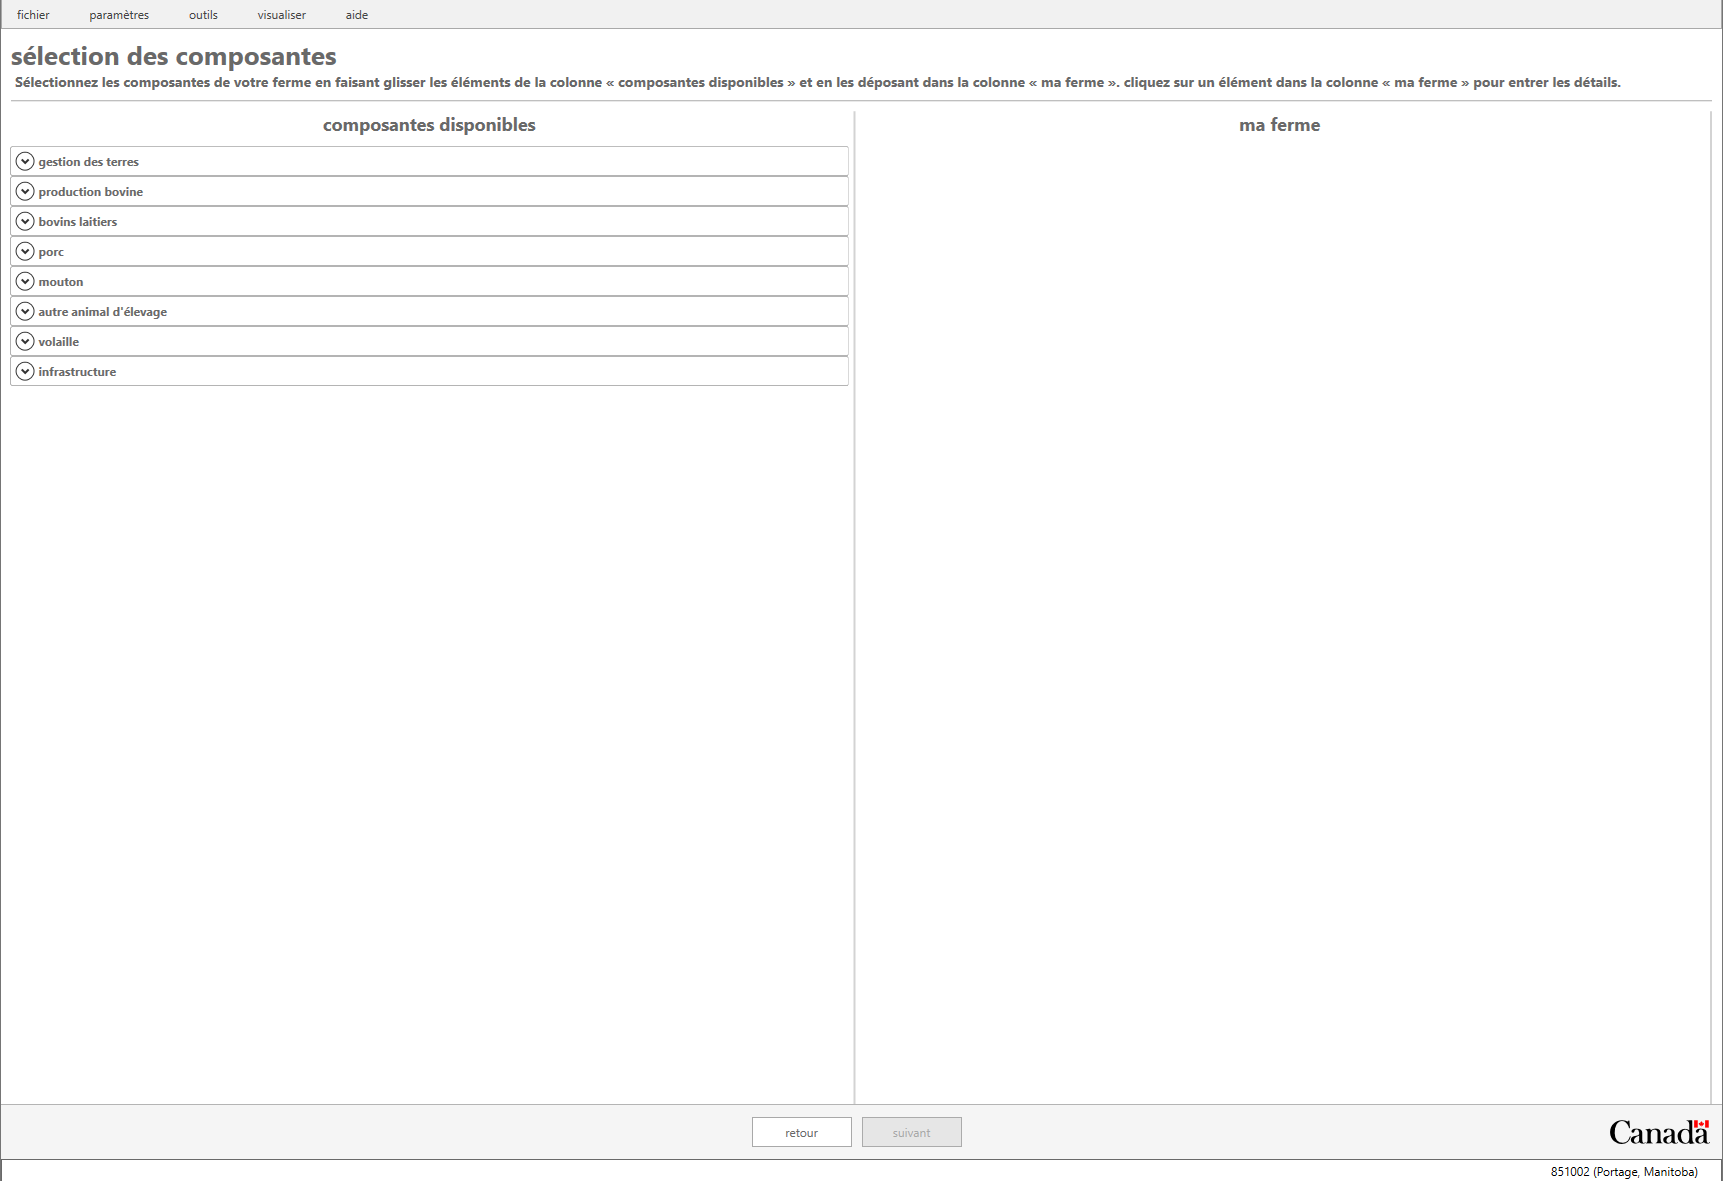 fichier paramètres outils visualiser aide
sélection des composantes
Sélectionnez les composantes de votre ferme en faisant glisser les éléments de la colonne « composantes disponibles » et en les déposant dans la colonne « ma ferme ». cliquez sur un élément dans la colonne « ma ferme » pour entrer les détails.
composantes disponibles
gestion des terres
production bovine
bovins laitiers
porc
mouton
autre animal d'élevage
volaille
infrastructure
ma ferme
retour suivant
Canada
851002 (Portage, Manitoba)